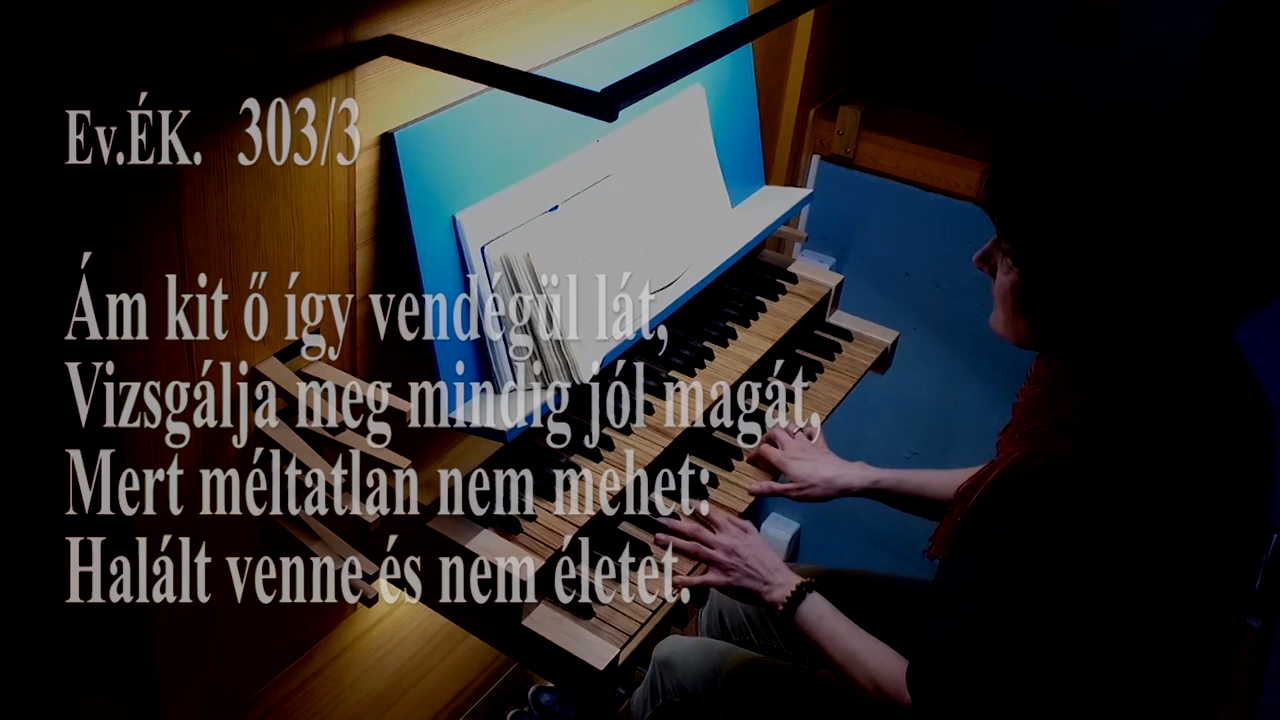 Ev.ÉK. 303/3
Ám kit ő így vendégül lát,
Vizsgálja meg mindig jól magát,
Mert méltatlan nem mehet:
Halált venne és nem életet.